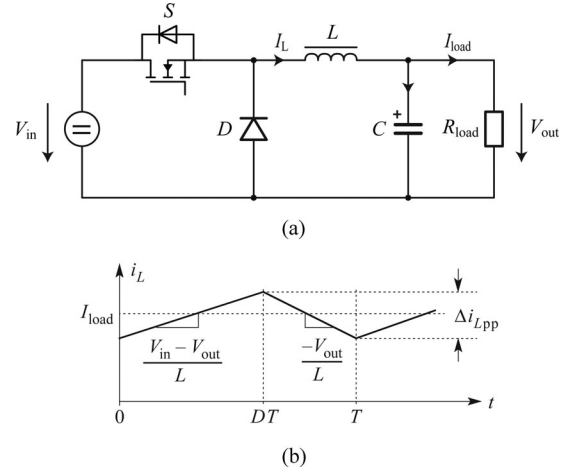 S
I_L L I_load
V_in D + C R_load V_out
(a)
i_L
I_load
Δi_Lpp
V_in − V_out −V_out
L L
0 DT T t
(b)